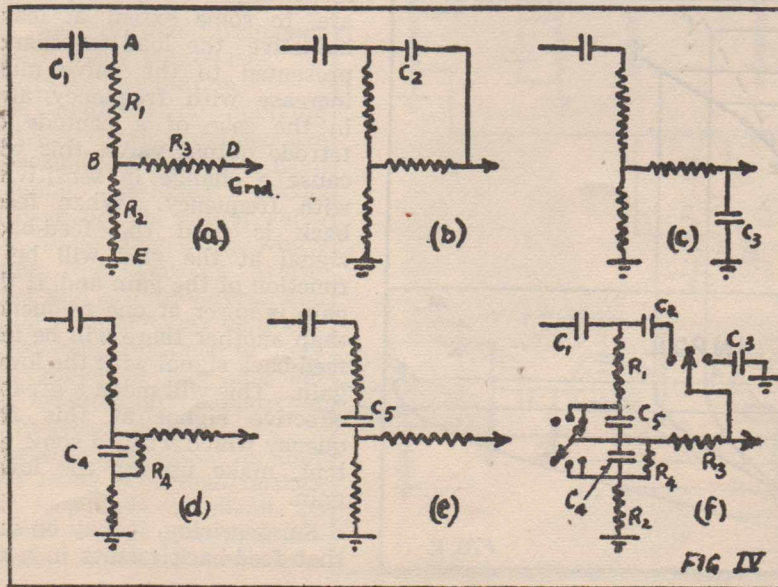 C1
A
R1
B
R3
D
Grid.
R2
E
(a)
C2
(b)
C3
(c)
C4
R4
(d)
C5
(e)
C1
C2
C3
R1
C5
R3
C4
R4
R2
(f)
FIG IV